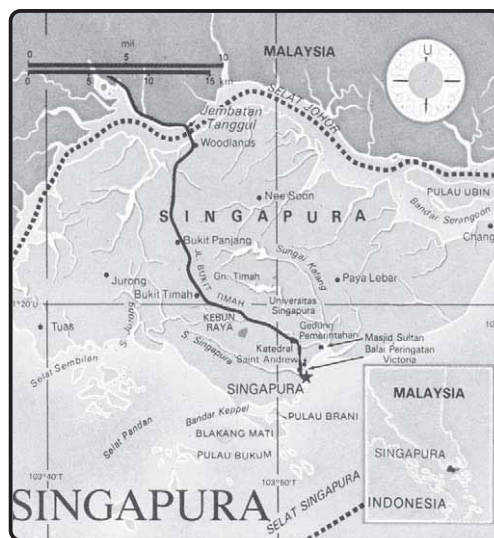 mil
0 5 10
0 5 10 15 km
MALAYSIA
U
SELAT JOHOR
Jembatan
Tanggul
Woodlands
PULAU UBIN
Bandar Serangoon
Nee Soon
SINGAPURA
Chang
Bukit Panjang
Sungai Kalang
JL. BUKIT TIMAH
Gn. Timah
Jurong
Paya Lebar
Bukit Timah
1°20'
Universitas
Singapura
S. Jurong
KEBUN
RAYA
Gedung
Pemerintahan
Tuas
Masjid Sultan
Katedral
Saint Andrew
Balai Peringatan
Victoria
S. Singapura
Selat Sembilan
SINGAPURA
MALAYSIA
Bandar Keppel
PULAU BRANI
Selat Pandan
BLAKANG MATI
SINGAPURA
PULAU BUKUM
103°40'T
103°50'T
SELAT SINGAPURA
INDONESIA
SINGAPURA